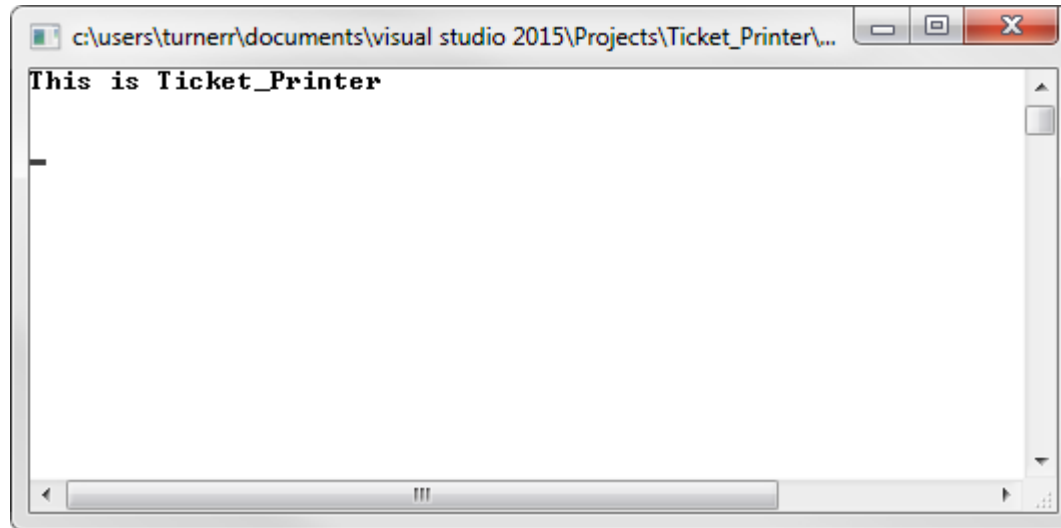 c:\users\turnerr\documents\visual studio 2015\Projects\Ticket_Printer\...
This is Ticket_Printer